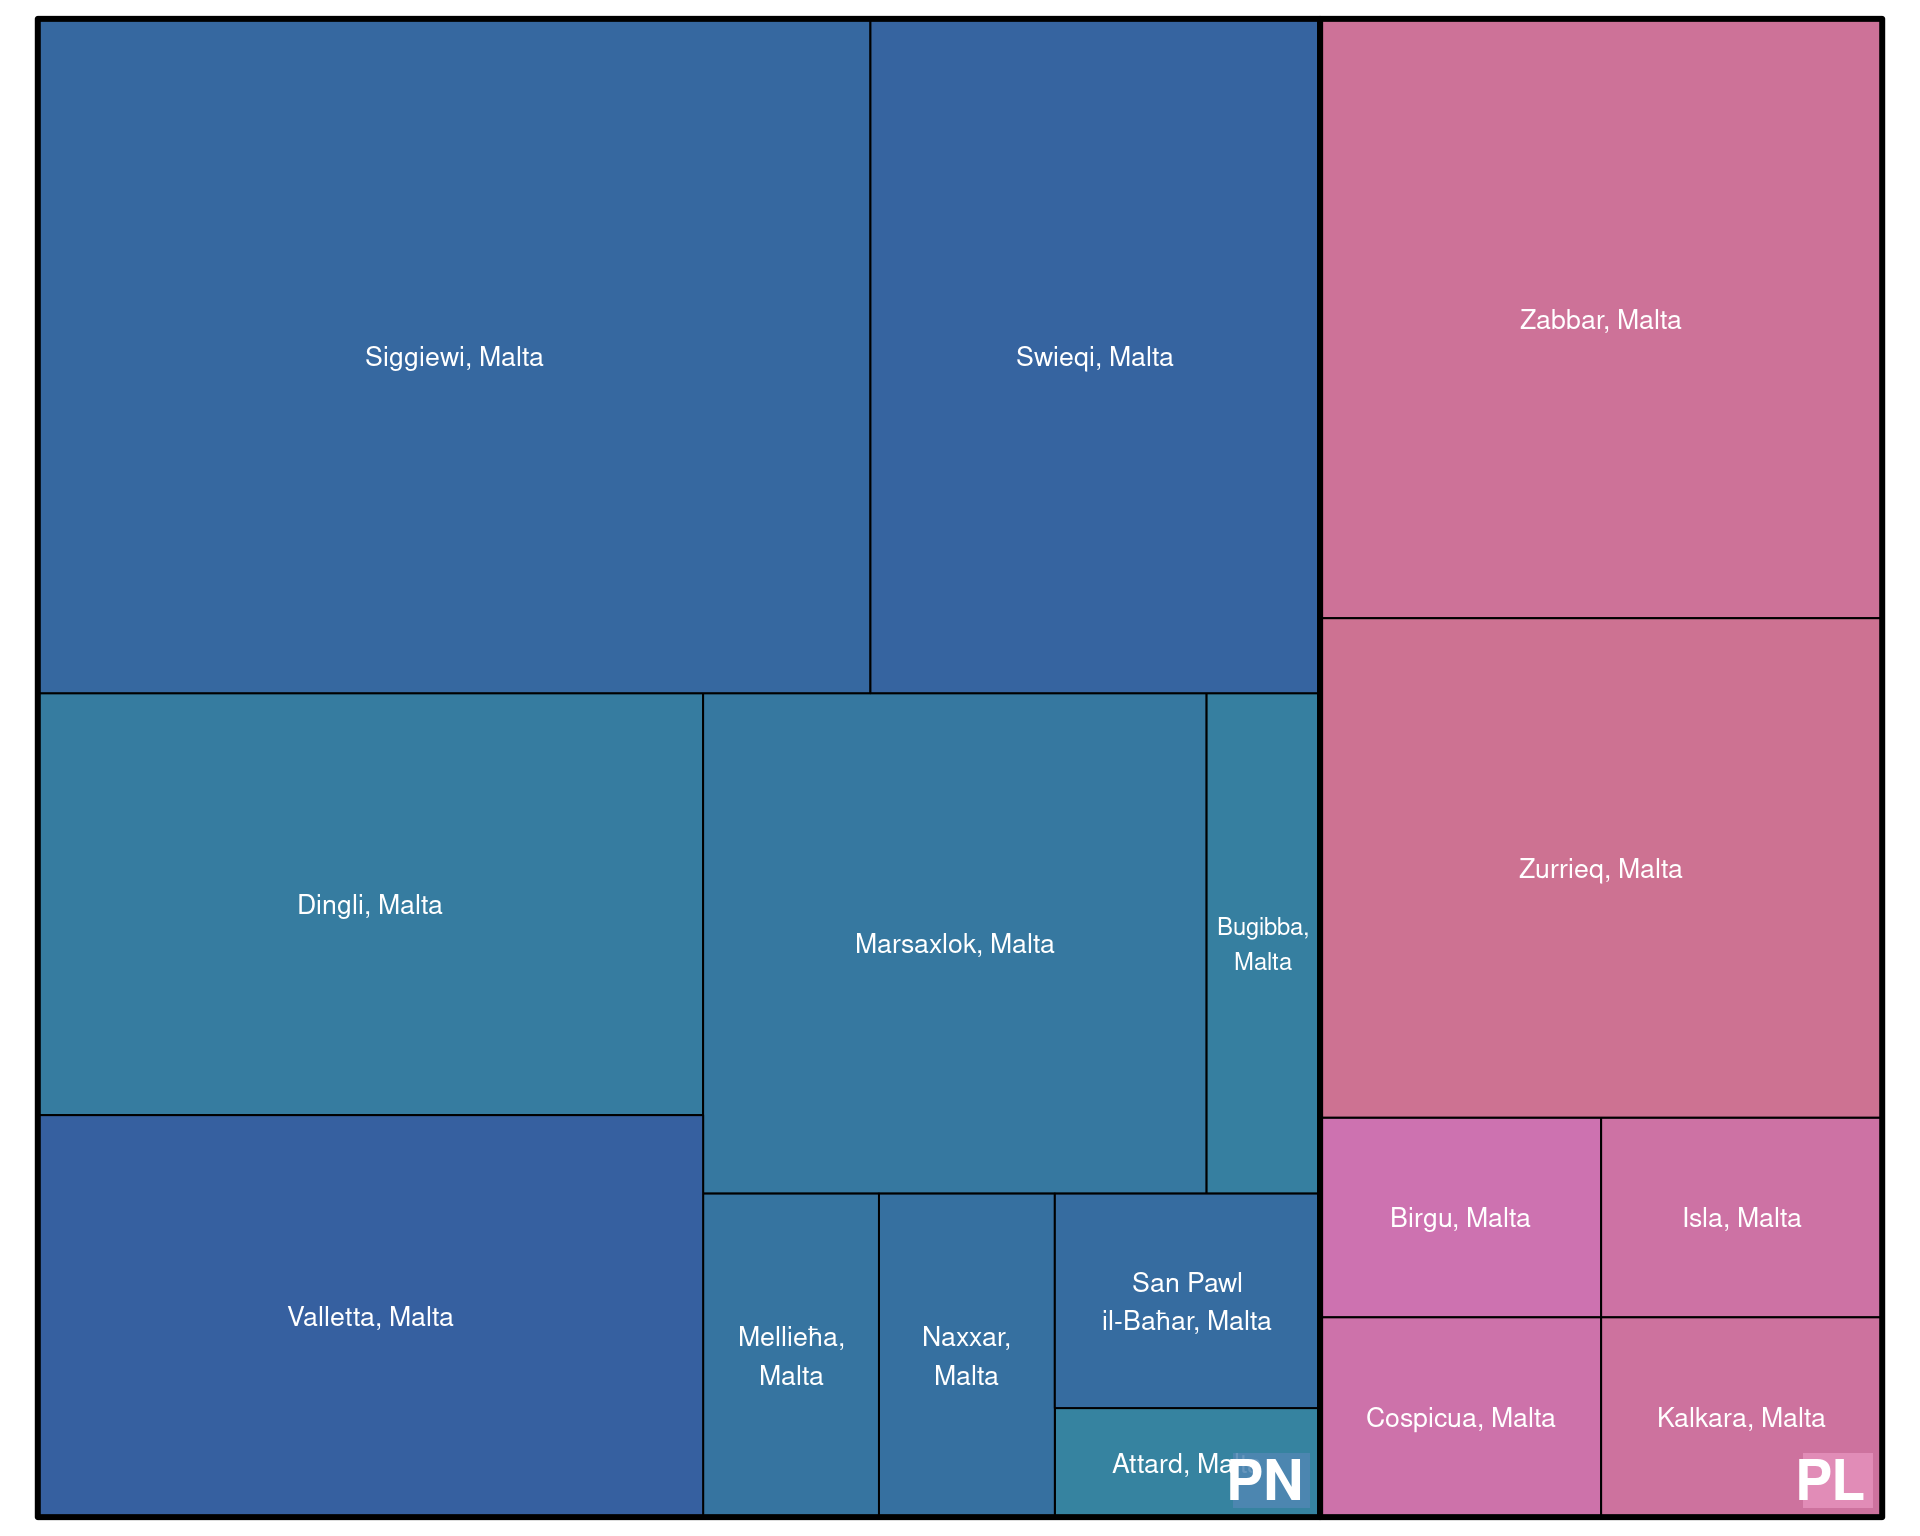 Siggiewi, Malta
Swieqi, Malta
Zabbar, Malta
Zurrieq, Malta
Dingli, Malta
Marsaxlok, Malta
Bugibba,
Malta
Valletta, Malta
Mellieħa,
Malta
Naxxar,
Malta
San Pawl
il-Baħar, Malta
Attard, Malta
PN
Birgu, Malta
Isla, Malta
Cospicua, Malta
Kalkara, Malta
PL